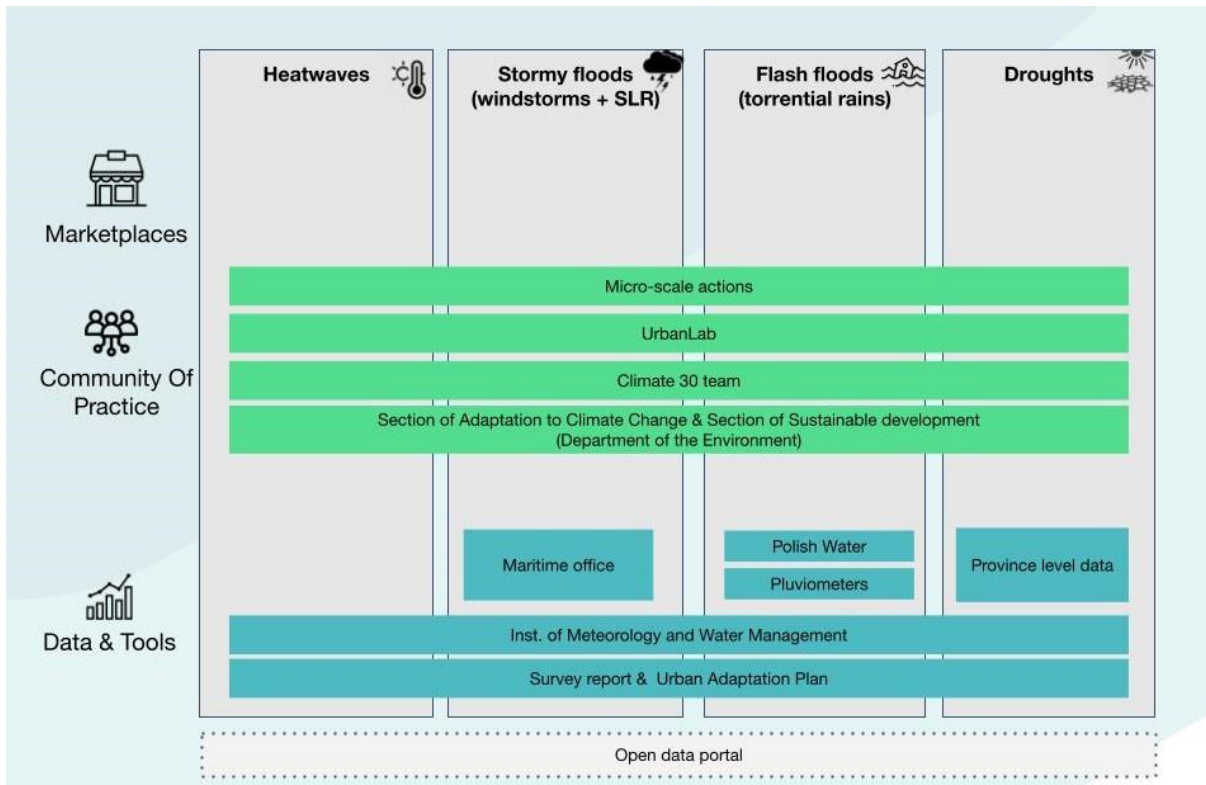 Heatwaves
Stormy floods
(windstorms + SLR)
Flash floods
(torrential rains)
Droughts
Marketplaces
Micro-scale actions
UrbanLab
Community Of
Practice
Climate 30 team
Section of Adaptation to Climate Change & Section of Sustainable development
(Department of the Environment)
Maritime office
Polish Water
Pluviometers
Province level data
Data & Tools
Inst. of Meteorology and Water Management
Survey report & Urban Adaptation Plan
Open data portal